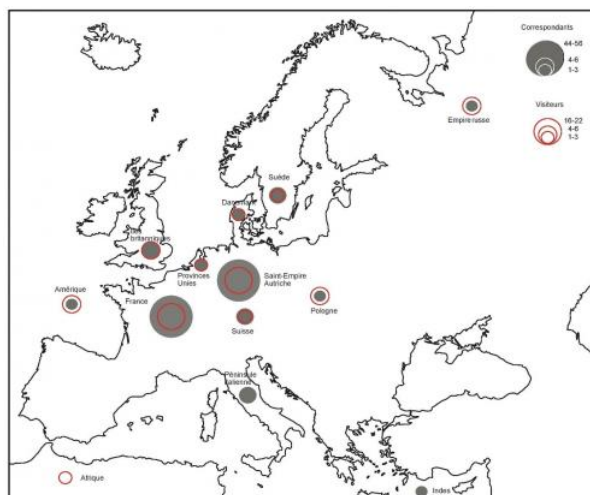 Correspondants
44-56
4-6
1-3
Visiteurs
16-22
4-6
1-3
Empire russe
Suède
Danemark
Iles
britanniques
Provinces
Unies
Saint-Empire
Autriche
Amérique
France
Pologne
Suisse
Péninsule
italienne
Afrique
Indes